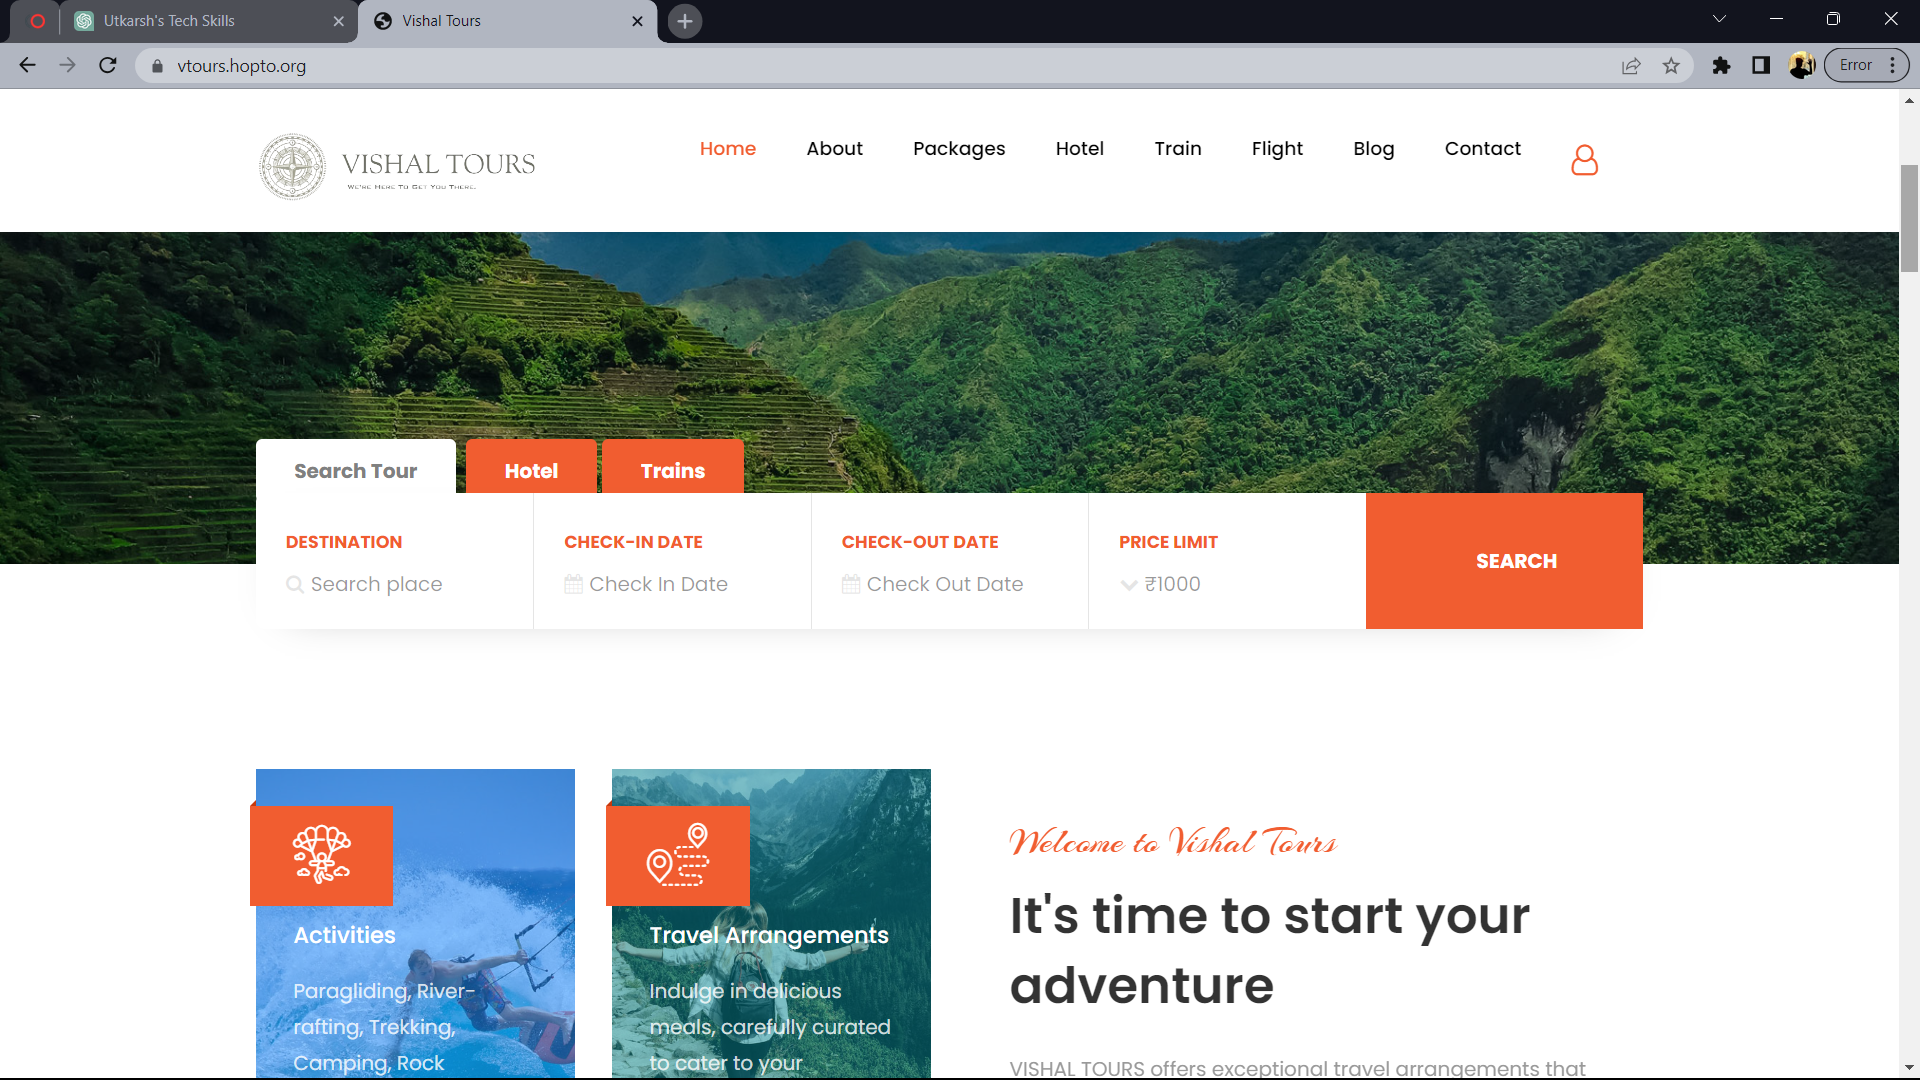 Utkarsh's Tech Skills
Vishal Tours
vtours.hopto.org
Error
VISHAL TOURS
We're Here To Get You There.
Home
About
Packages
Hotel
Train
Flight
Blog
Contact
Search Tour
Hotel
Trains
DESTINATION
Search place
CHECK-IN DATE
Check In Date
CHECK-OUT DATE
Check Out Date
PRICE LIMIT
₹1000
SEARCH
Activities
Paragliding, River-
rafting, Trekking,
Camping, Rock
Travel Arrangements
Indulge in delicious
meals, carefully curated
to cater to your
Welcome to Vishal Tours
It's time to start your
adventure
VISHAL TOURS offers exceptional travel arrangements that